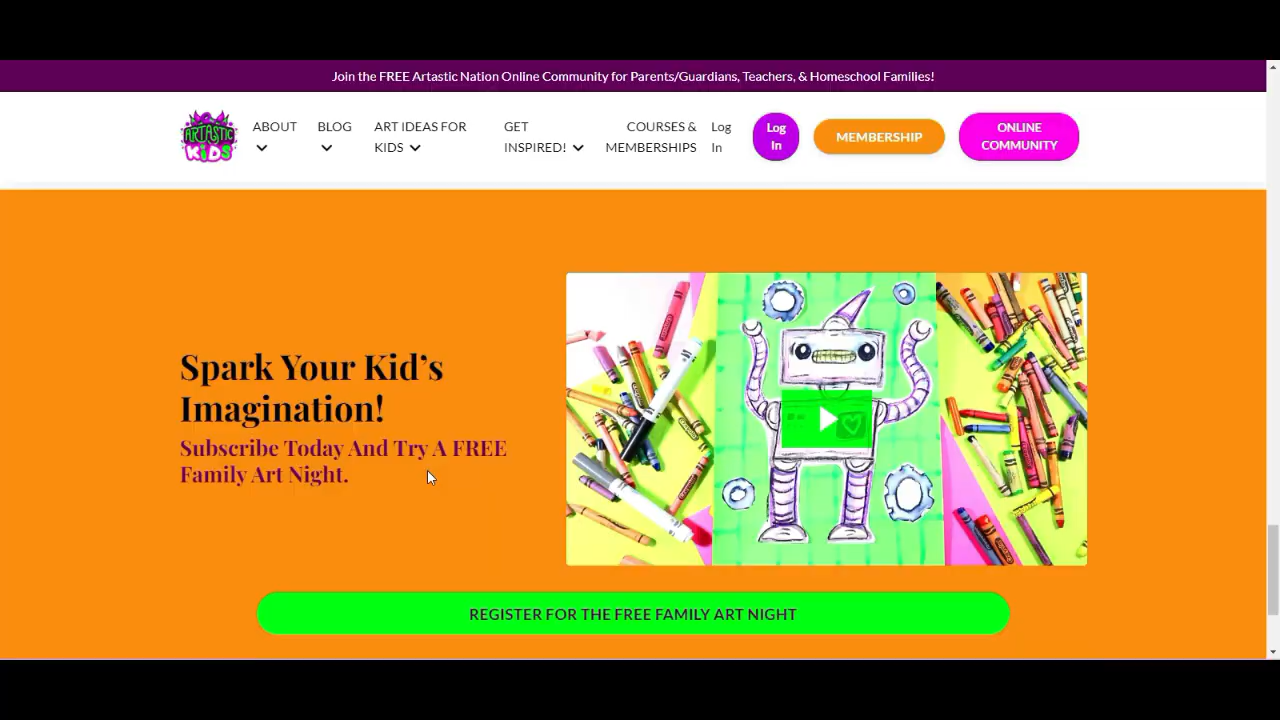 Join the FREE Artastic Nation Online Community for Parents/Guardians, Teachers, & Homeschool Families!
ARTASTIC
KIDS
ABOUT
BLOG
ART IDEAS FOR
KIDS
GET
INSPIRED!
COURSES &
MEMBERSHIPS
Log
In
Log
In
MEMBERSHIP
ONLINE
COMMUNITY
Spark Your Kid’s
Imagination!
Subscribe Today And Try A FREE
Family Art Night.
REGISTER FOR THE FREE FAMILY ART NIGHT